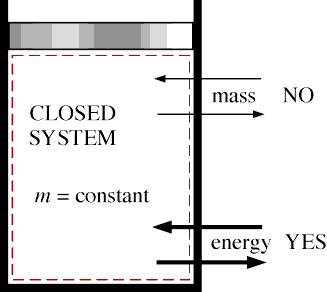 mass NO
CLOSED
SYSTEM
m = constant
energy YES